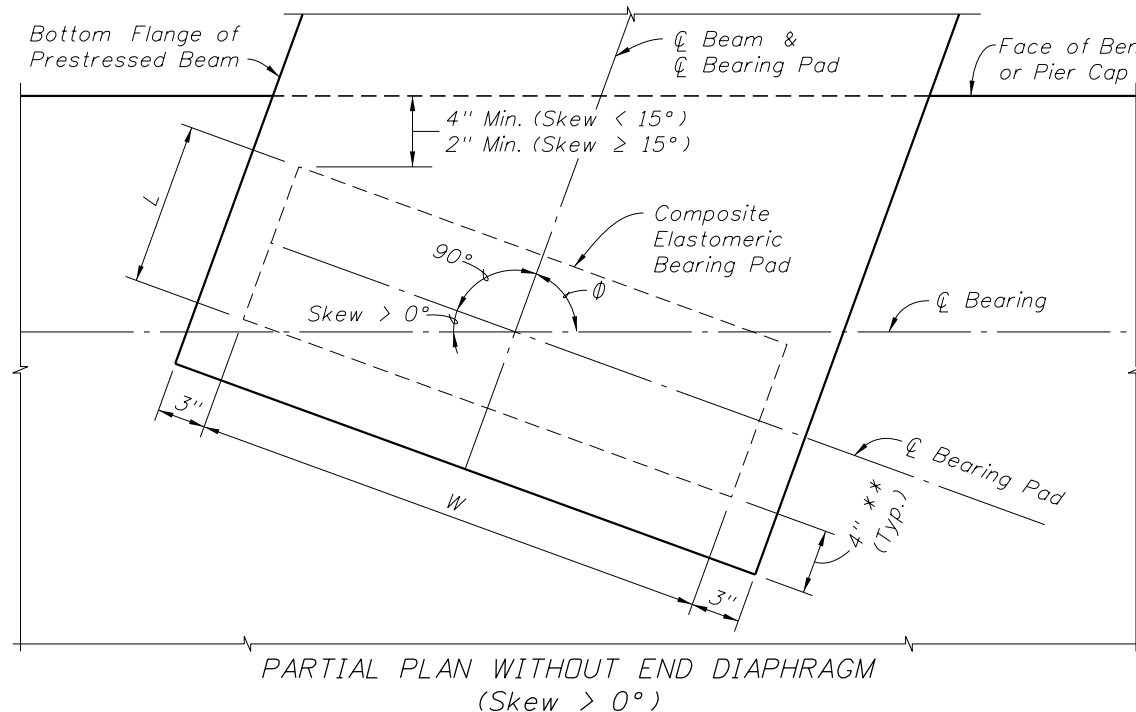 Bottom Flange of
Prestressed Beam
℄ Beam &
℄ Bearing Pad
Face of Ben
or Pier Cap
4" Min. (Skew < 15°)
2" Min. (Skew ≥ 15°)
L
Composite
Elastomeric
Bearing Pad
90°
ϕ
Skew > 0°
℄ Bearing
3"
W
℄ Bearing Pad
4" **
(Typ.)
3"
PARTIAL PLAN WITHOUT END DIAPHRAGM
(Skew > 0°)